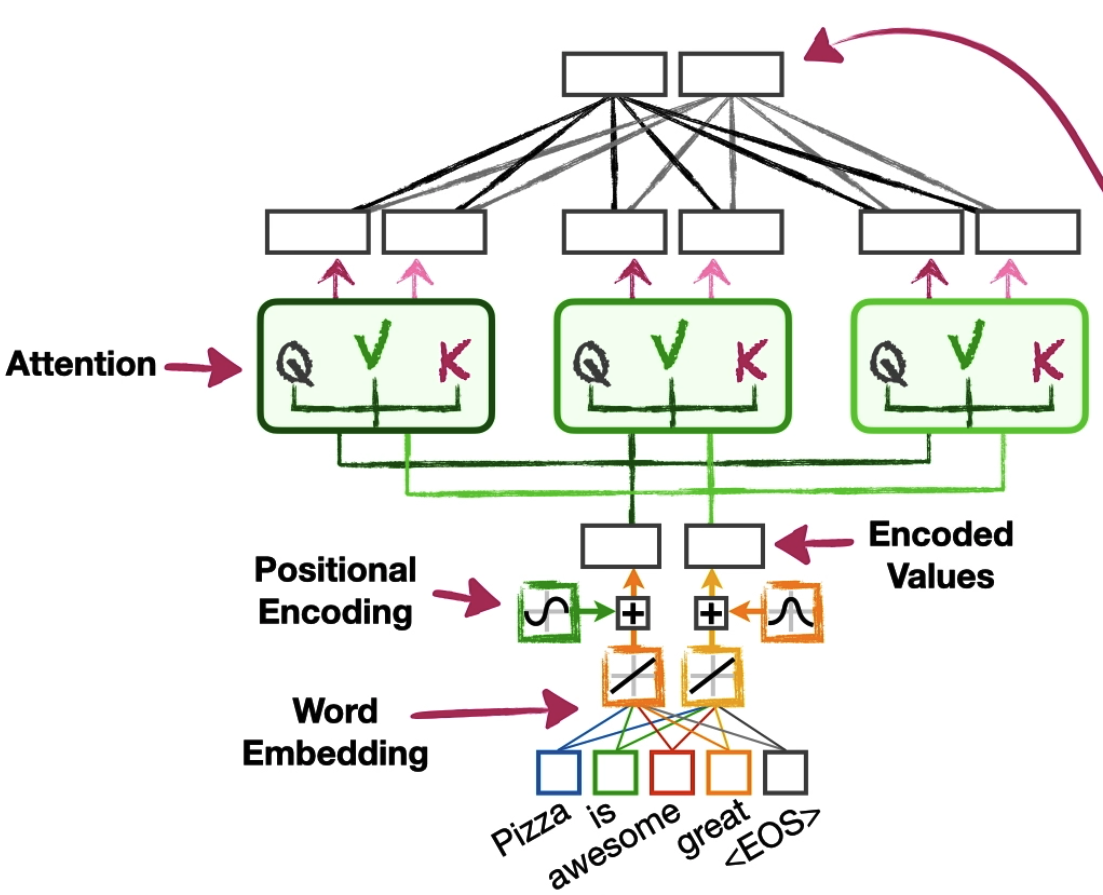 Attention
Q V K
Q V K
Q V K
Encoded
Values
Positional
Encoding
+ +
Word
Embedding
Pizza is awesome great <EOS>